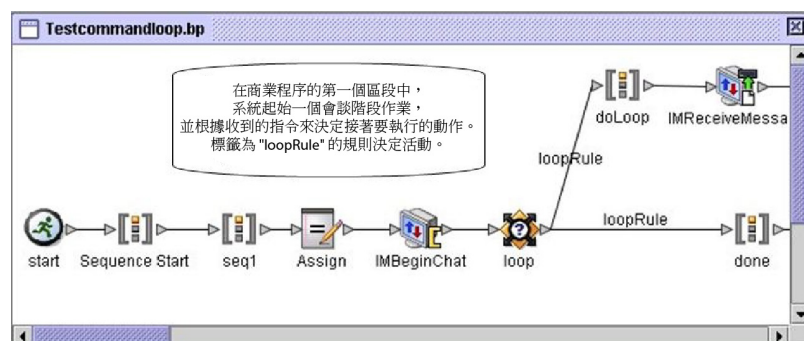 Testcommandloop.bp
在商業程序的第一個區段中，
系統起始一個會談階段作業，
並根據收到的指令來決定接著要執行的動作。
標籤為 "loopRule" 的規則決定活動。
doLoop
IMReceiveMessa
loopRule
loopRule
start
Sequence Start
seq1
Assign
IMBeginChat
loop
done